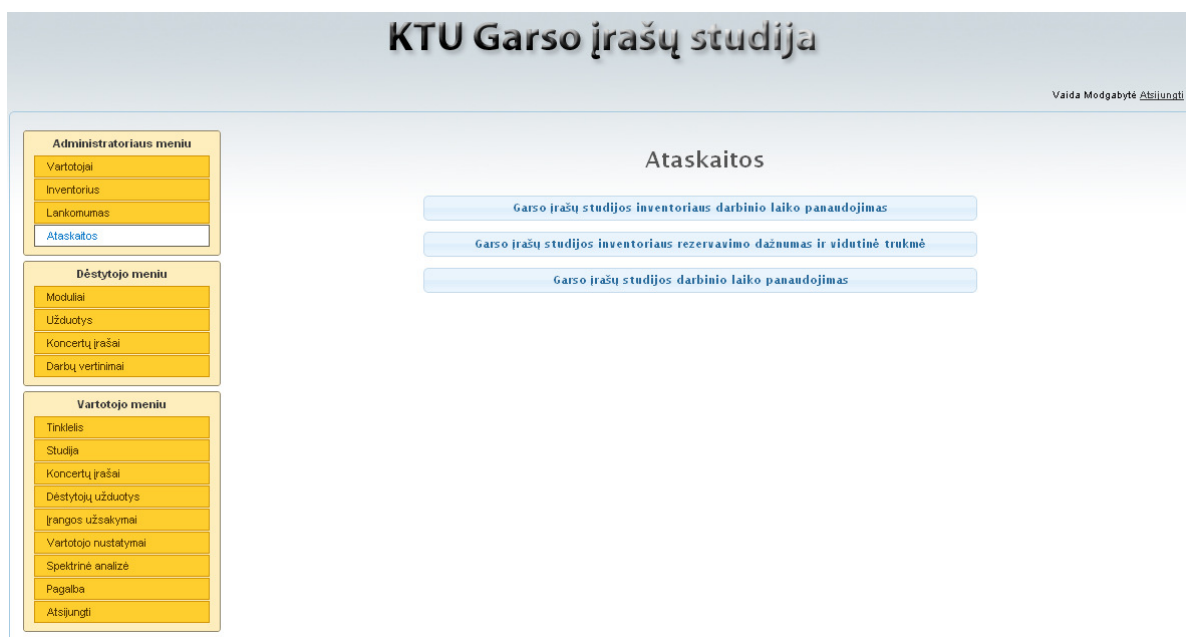 KTU Garso įrašų studija
Vaida Modgabytė Atsijungti
Administratoriaus meniu
Vartotojai
Inventorius
Lankomumas
Ataskaitos
Dėstytojo meniu
Moduliai
Užduotys
Koncertų įrašai
Darbų vertinimai
Vartotojo meniu
Tinklelis
Studija
Koncertų įrašai
Dėstytojų užduotys
Įrangos užsakymai
Vartotojo nustatymai
Spektrinė analizė
Pagalba
Atsijungti
Ataskaitos
Garso įrašų studijos inventoriaus darbinio laiko panaudojimas
Garso įrašų studijos inventoriaus rezervavimo dažnumas ir vidutinė trukmė
Garso įrašų studijos darbinio laiko panaudojimas